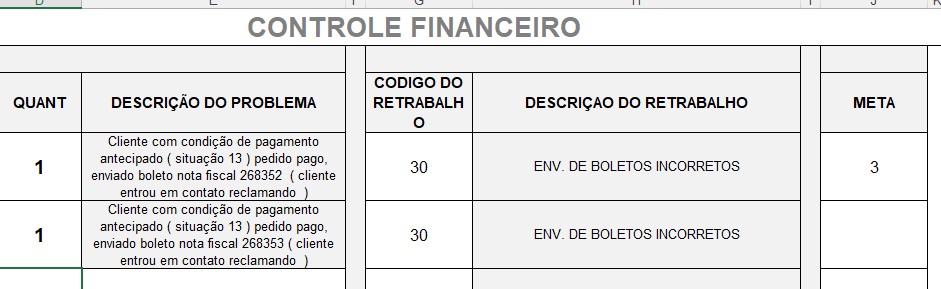 CONTROLE FINANCEIRO
QUANT
DESCRIÇÃO DO PROBLEMA
CODIGO DO
RETRABALH
O
DESCRIÇAO DO RETRABALHO
META
1
Cliente com condição de pagamento
antecipado ( situação 13 ) pedido pago,
enviado boleto nota fiscal 268352 ( cliente
entrou em contato reclamando )
30
ENV. DE BOLETOS INCORRETOS
3
1
Cliente com condição de pagamento
antecipado ( situação 13 ) pedido pago,
enviado boleto nota fiscal 268353 ( cliente
entrou em contato reclamando )
30
ENV. DE BOLETOS INCORRETOS